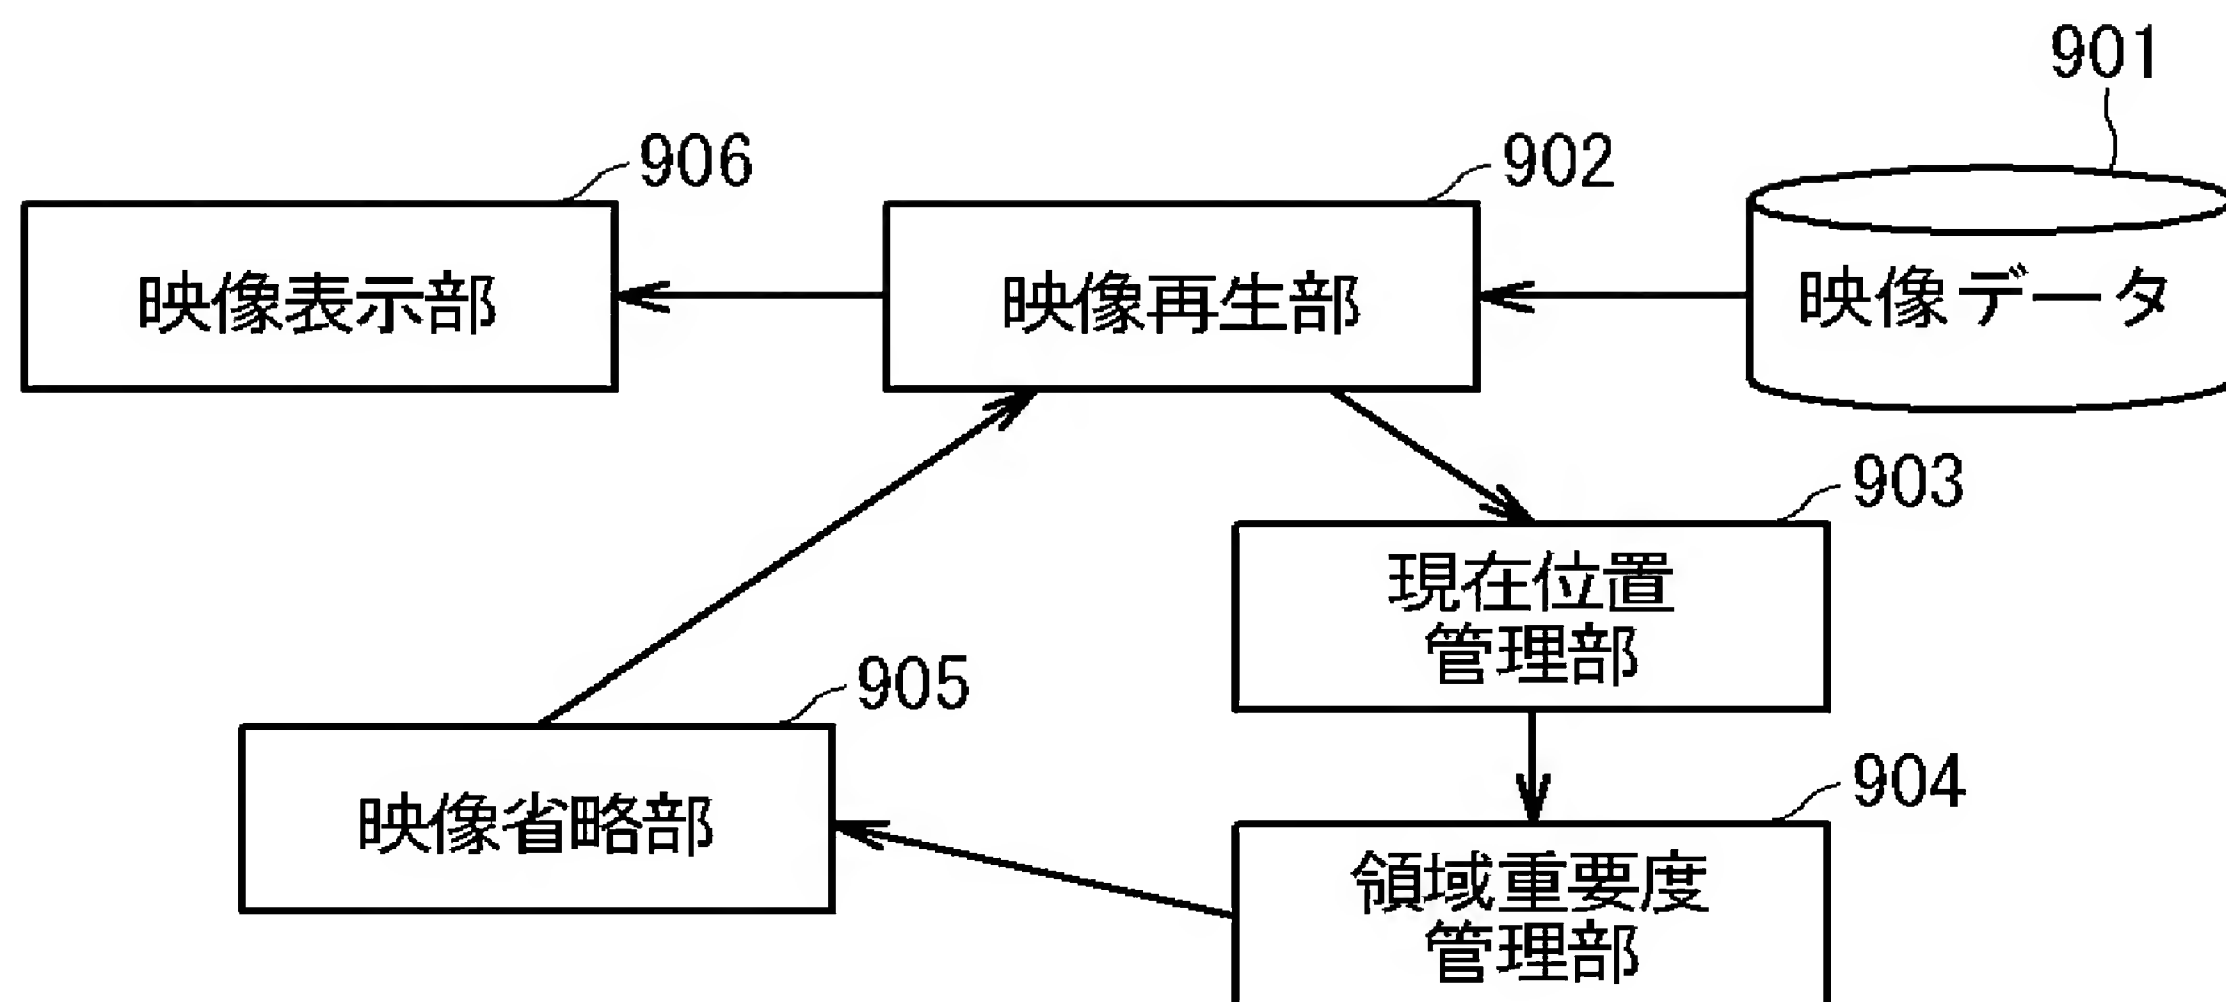 901
906
902
映像表示部
映像再生部
映像データ
903
現在位置
管理部
905
904
映像省略部
領域重要度
管理部